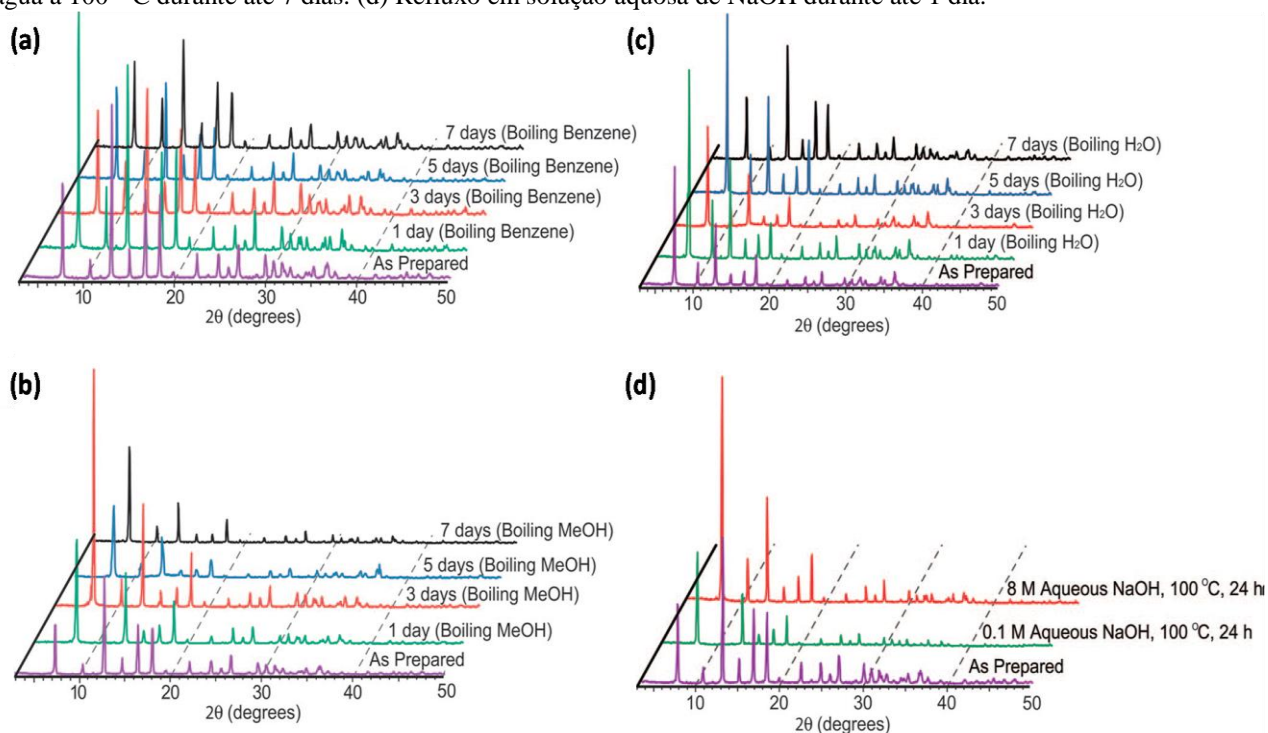 água a 100 °C durante até 7 dias. (d) Refluxo em solução aquosa de NaOH durante até 1 dia.
(a)
7 days (Boiling Benzene)
5 days (Boiling Benzene)
3 days (Boiling Benzene)
1 day (Boiling Benzene)
As Prepared
10 20 30 40 50
2θ (degrees)
(c)
7 days (Boiling H₂O)
5 days (Boiling H₂O)
3 days (Boiling H₂O)
1 day (Boiling H₂O)
As Prepared
10 20 30 40 50
2θ (degrees)
(b)
7 days (Boiling MeOH)
5 days (Boiling MeOH)
3 days (Boiling MeOH)
1 day (Boiling MeOH)
As Prepared
10 20 30 40 50
2θ (degrees)
(d)
8 M Aqueous NaOH, 100 °C, 24 h
0.1 M Aqueous NaOH, 100 °C, 24 h
As Prepared
10 20 30 40 50
2θ (degrees)